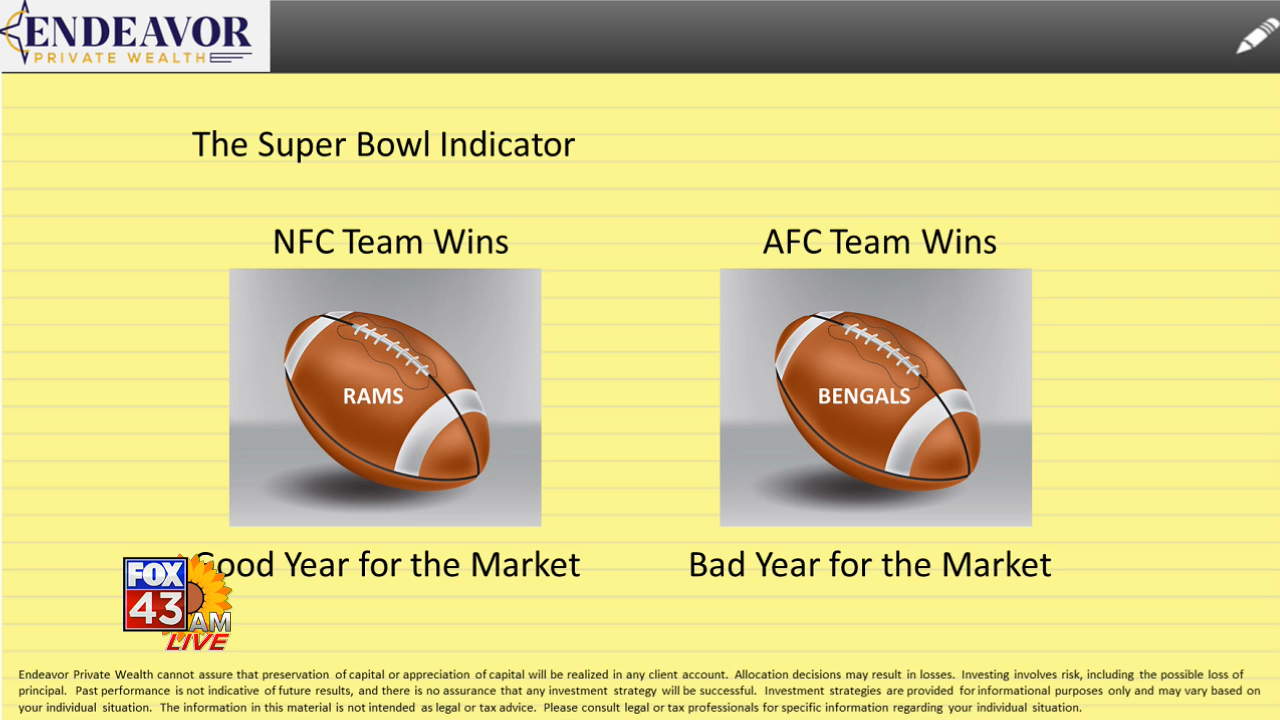 ENDEAVOR
PRIVATE WEALTH
The Super Bowl Indicator
NFC Team Wins
AFC Team Wins
RAMS
BENGALS
Good Year for the Market
Bad Year for the Market
FOX
43
AM
LIVE
Endeavor Private Wealth cannot assure that preservation of capital or appreciation of capital will be realized in any client account. Allocation decisions may result in losses. Investing involves risk, including the possible loss of
principal. Past performance is not indicative of future results, and there is no assurance that any investment strategy will be successful. Investment strategies are provided for informational purposes only and may vary based on
your individual situation. The information in this material is not intended as legal or tax advice. Please consult legal or tax professionals for specific information regarding your individual situation.